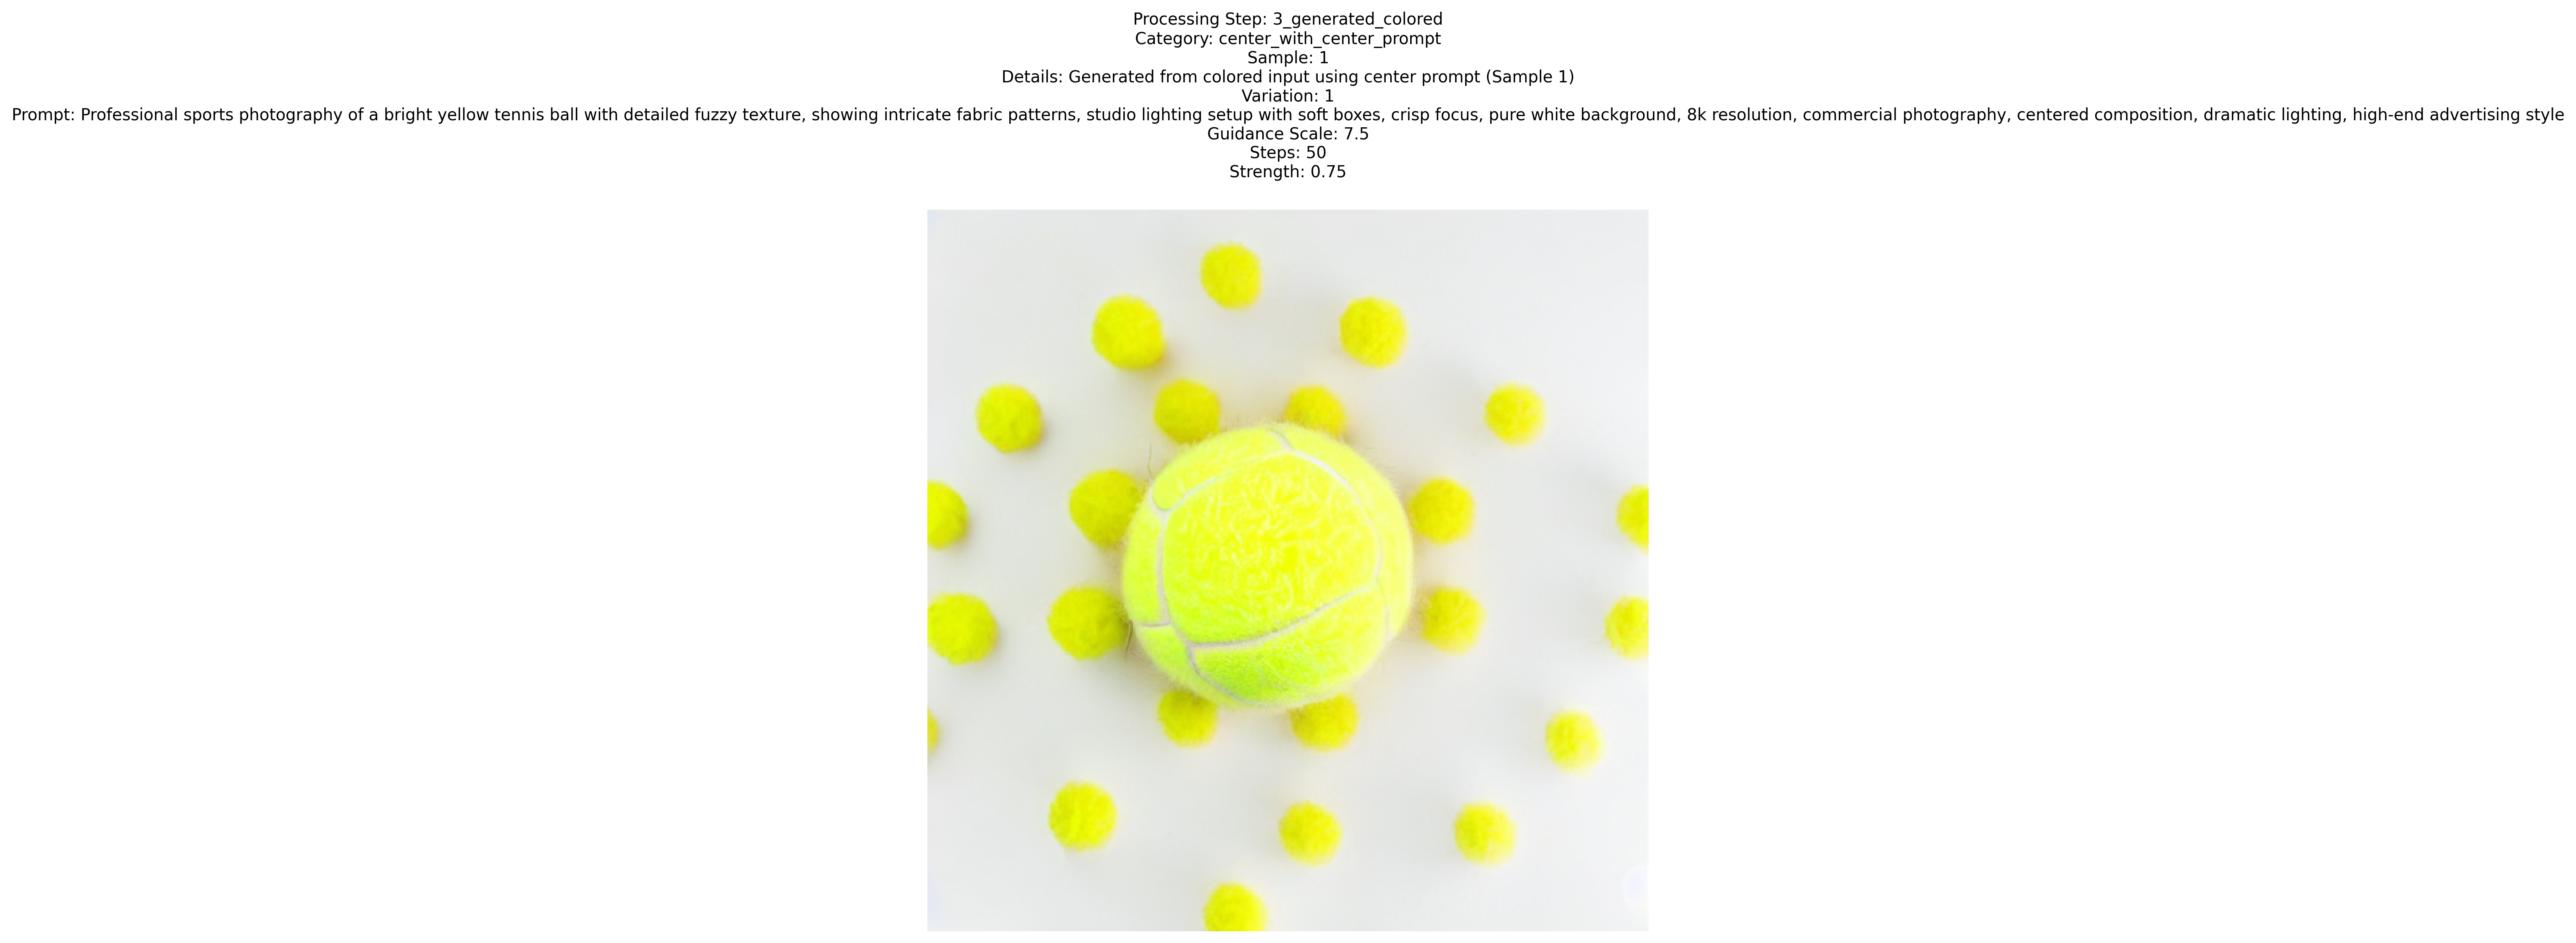 Processing Step: 3_generated_colored
Category: center_with_center_prompt
Sample: 1
Details: Generated from colored input using center prompt (Sample 1)
Variation: 1
Prompt: Professional sports photography of a bright yellow tennis ball with detailed fuzzy texture, showing intricate fabric patterns, studio lighting setup with soft boxes, crisp focus, pure white background, 8k resolution, commercial photography, centered composition, dramatic lighting, high-end advertising style
Guidance Scale: 7.5
Steps: 50
Strength: 0.75